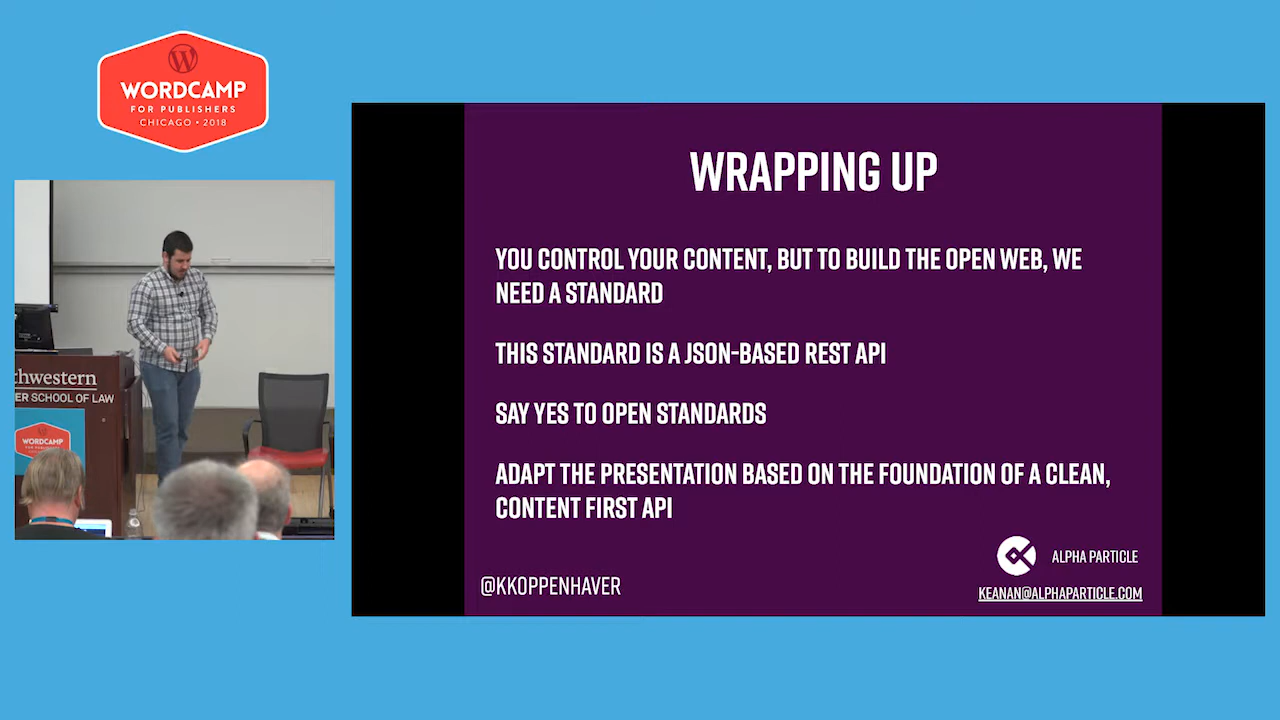 WORDCAMP
FOR PUBLISHERS
CHICAGO • 2018
WRAPPING UP
YOU CONTROL YOUR CONTENT, BUT TO BUILD THE OPEN WEB, WE
NEED A STANDARD
THIS STANDARD IS A JSON-BASED REST API
SAY YES TO OPEN STANDARDS
ADAPT THE PRESENTATION BASED ON THE FOUNDATION OF A CLEAN,
CONTENT FIRST API
@KKOPPENHAVER
ALPHA PARTICLE
KEANAN@ALPHAPARTICLE.COM
thwestern
ER SCHOOL OF LAW
WORDCAMP